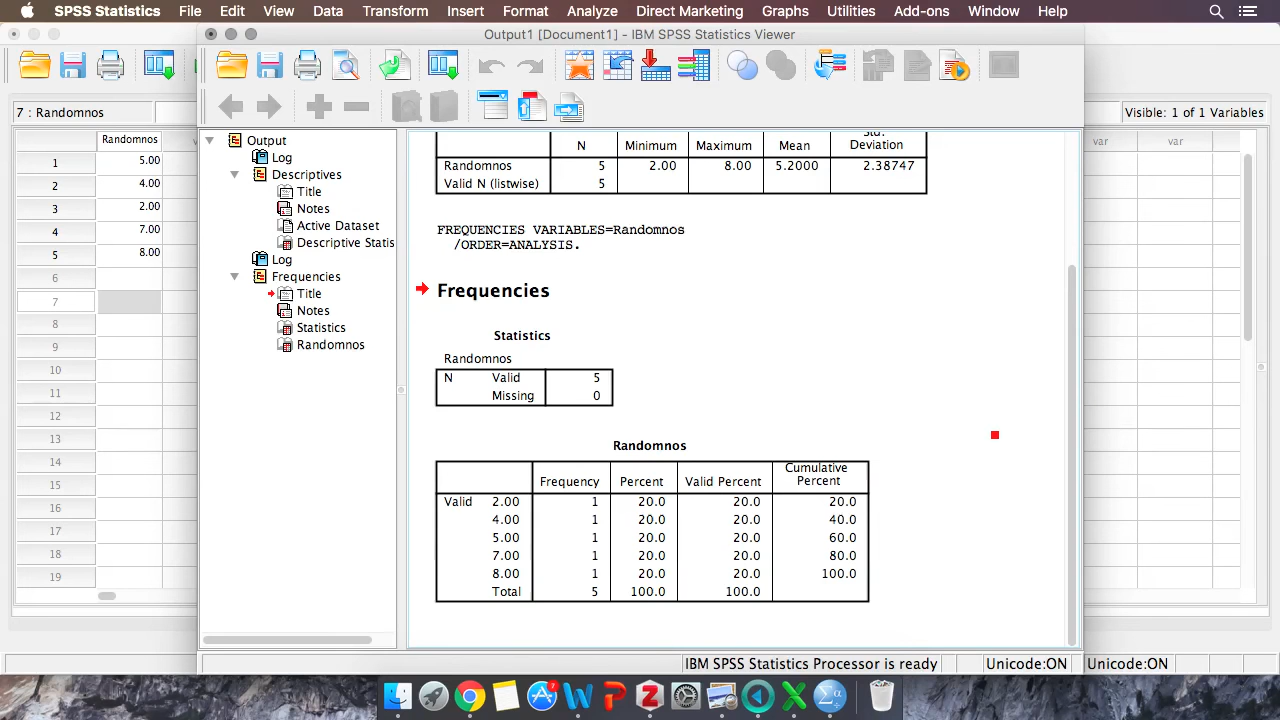 SPSS Statistics File Edit View Data Transform Insert Format Analyze Direct Marketing Graphs Utilities Add-ons Window Help
Output1 [Document1] - IBM SPSS Statistics Viewer
7 : Randomnos
Visible: 1 of 1 Variables
Randomnos
var var
1 5.00
2 4.00
3 2.00
4 7.00
5 8.00
6
7
8
9
10
11
12
13
14
15
16
17
18
19
Output
Log
Descriptives
Title
Notes
Active Dataset
Descriptive Statis
Log
Frequencies
Title
Notes
Statistics
Randomnos
N Minimum Maximum Mean Std. Deviation
Randomnos 5 2.00 8.00 5.2000 2.38747
Valid N (listwise) 5
FREQUENCIES VARIABLES=Randomnos
/ORDER=ANALYSIS.
Frequencies
Statistics
Randomnos
N Valid 5
Missing 0
Randomnos
Frequency Percent Valid Percent Cumulative Percent
Valid 2.00 1 20.0 20.0 20.0
4.00 1 20.0 20.0 40.0
5.00 1 20.0 20.0 60.0
7.00 1 20.0 20.0 80.0
8.00 1 20.0 20.0 100.0
Total 5 100.0 100.0
IBM SPSS Statistics Processor is ready Unicode:ON Unicode:ON
7